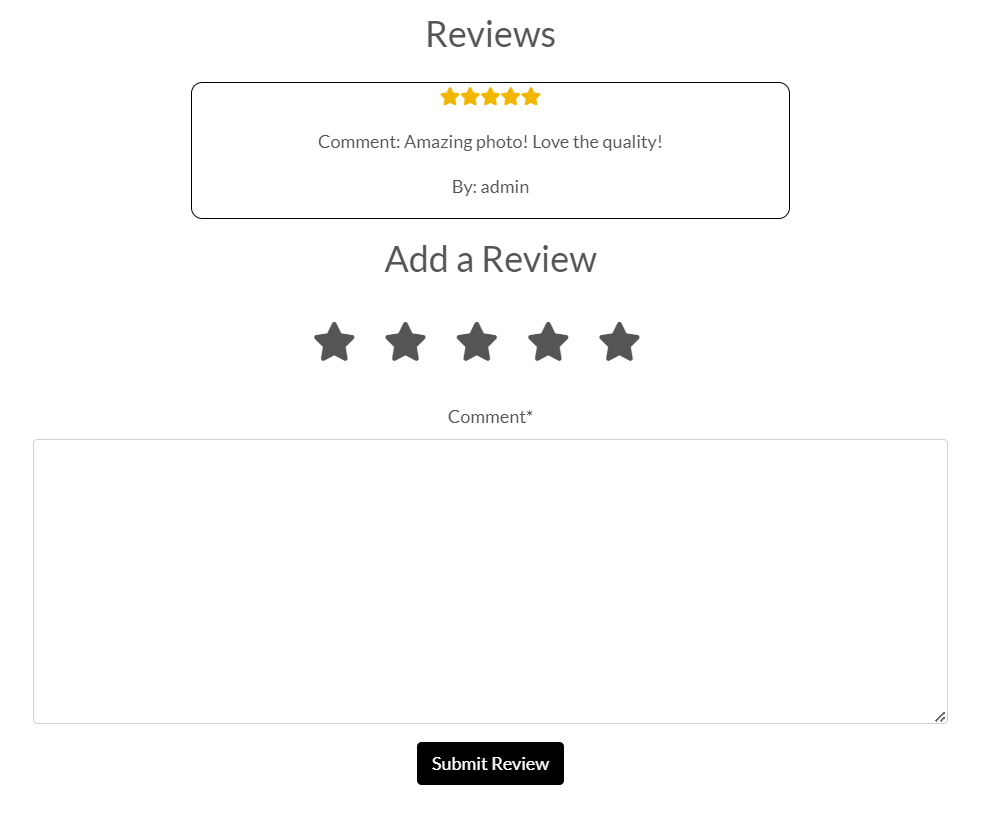 Reviews
Comment: Amazing photo! Love the quality!
By: admin
Add a Review
Comment*
Submit Review